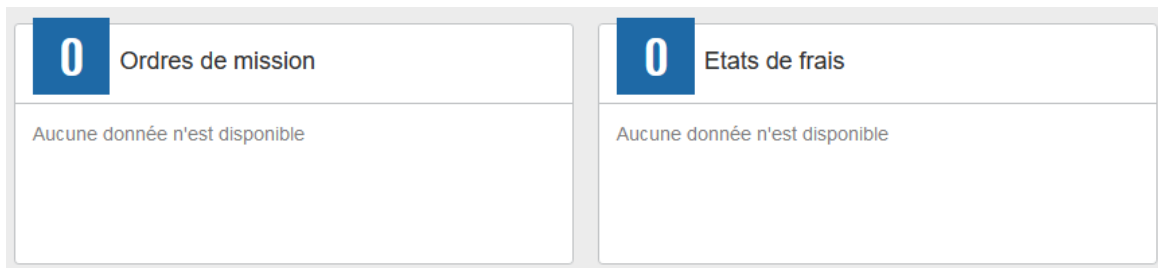 0 Ordres de mission
Aucune donnée n'est disponible
0 Etats de frais
Aucune donnée n'est disponible